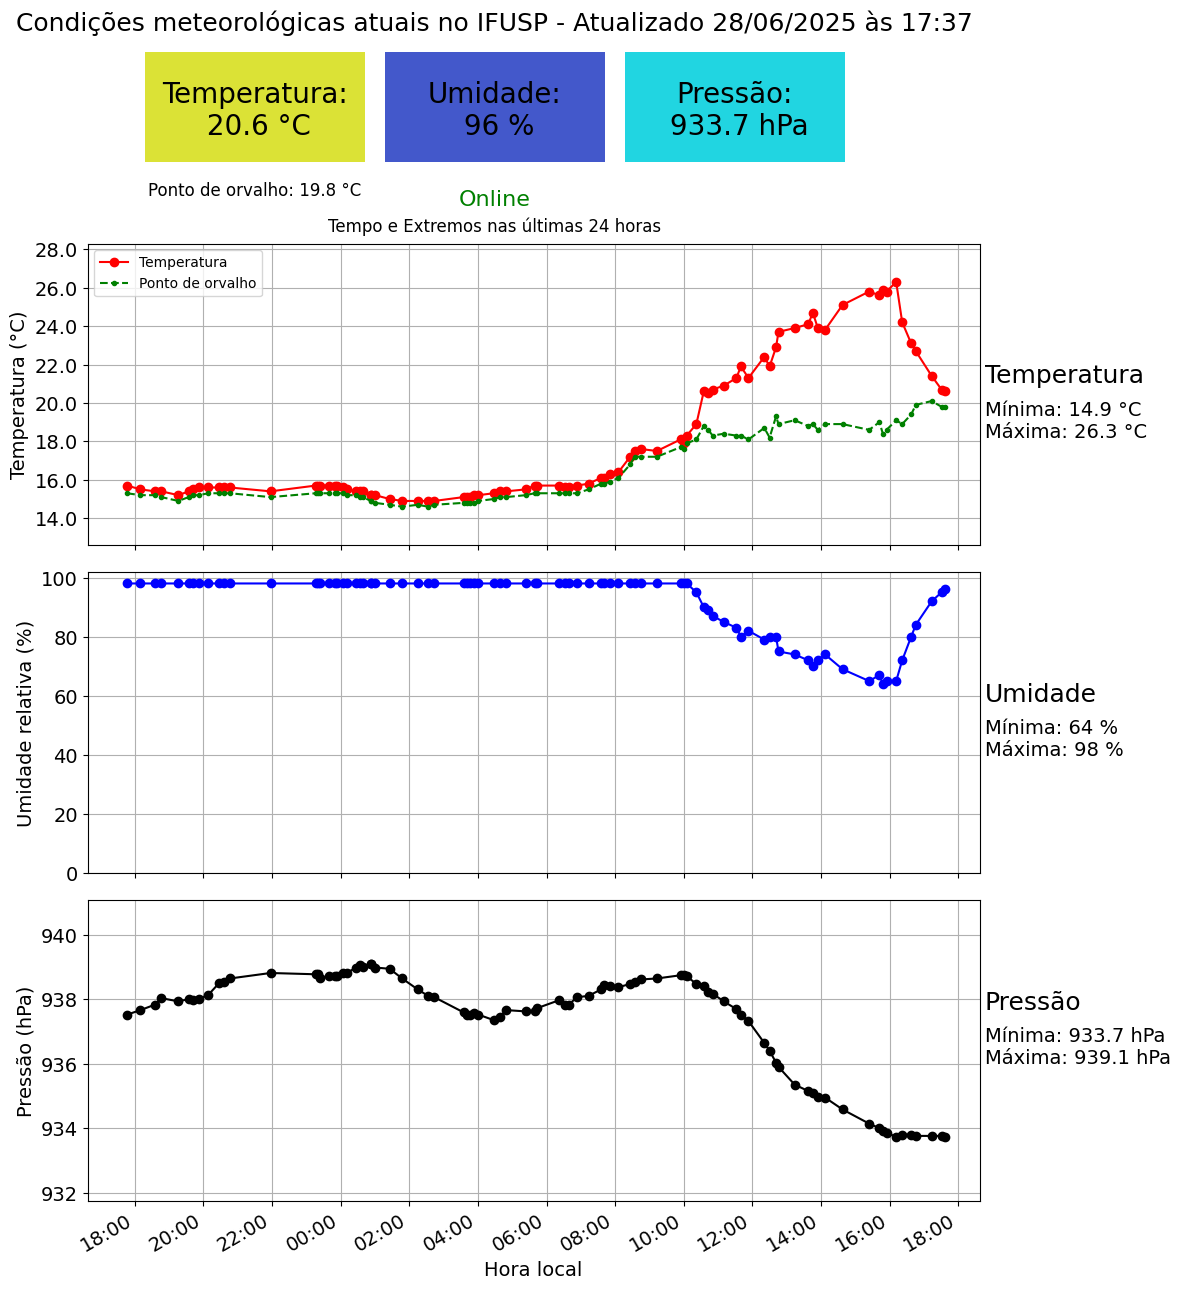 Condições meteorológicas atuais no IFUSP - Atualizado 28/06/2025 às 17:37
Temperatura:
20.6 °C
Umidade:
96 %
Pressão:
933.7 hPa
Ponto de orvalho: 19.8 °C
Online
Tempo e Extremos nas últimas 24 horas
Temperatura (°C)
28.0
26.0
24.0
22.0
20.0
18.0
16.0
14.0
Temperatura
Ponto de orvalho
Temperatura
Mínima: 14.9 °C
Máxima: 26.3 °C
Umidade relativa (%)
100
80
60
40
20
0
Umidade
Mínima: 64 %
Máxima: 98 %
Pressão (hPa)
940
938
936
934
932
Pressão
Mínima: 933.7 hPa
Máxima: 939.1 hPa
18:00 20:00 22:00 00:00 02:00 04:00 06:00 08:00 10:00 12:00 14:00 16:00 18:00
Hora local